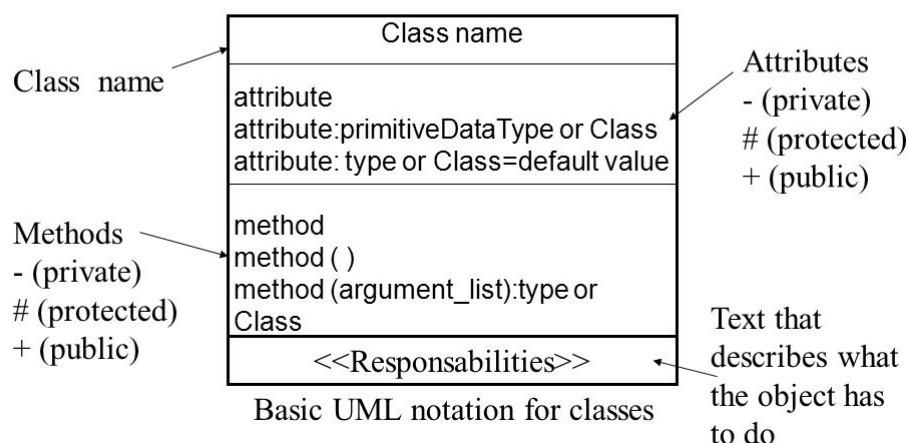 Class name
Class name
attribute
attribute:primitiveDataType or Class
attribute: type or Class=default value
Attributes
- (private)
# (protected)
+ (public)
Methods
- (private)
# (protected)
+ (public)
method
method ( )
method (argument_list):type or
Class
<<Responsabilities>>
Text that
describes what
the object has
to do
Basic UML notation for classes